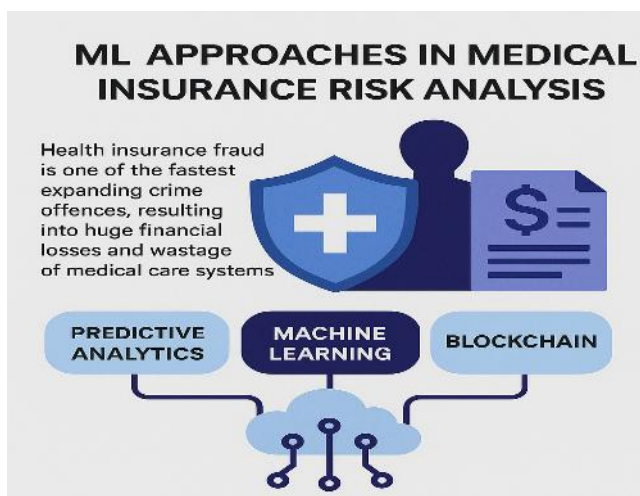 ML APPROACHES IN MEDICAL
INSURANCE RISK ANALYSIS
Health insurance fraud
is one of the fastest
expanding crime
offences, resulting
into huge financial
losses and wastage
of medical care systems
$
PREDICTIVE
ANALYTICS
MACHINE
LEARNING
BLOCKCHAIN